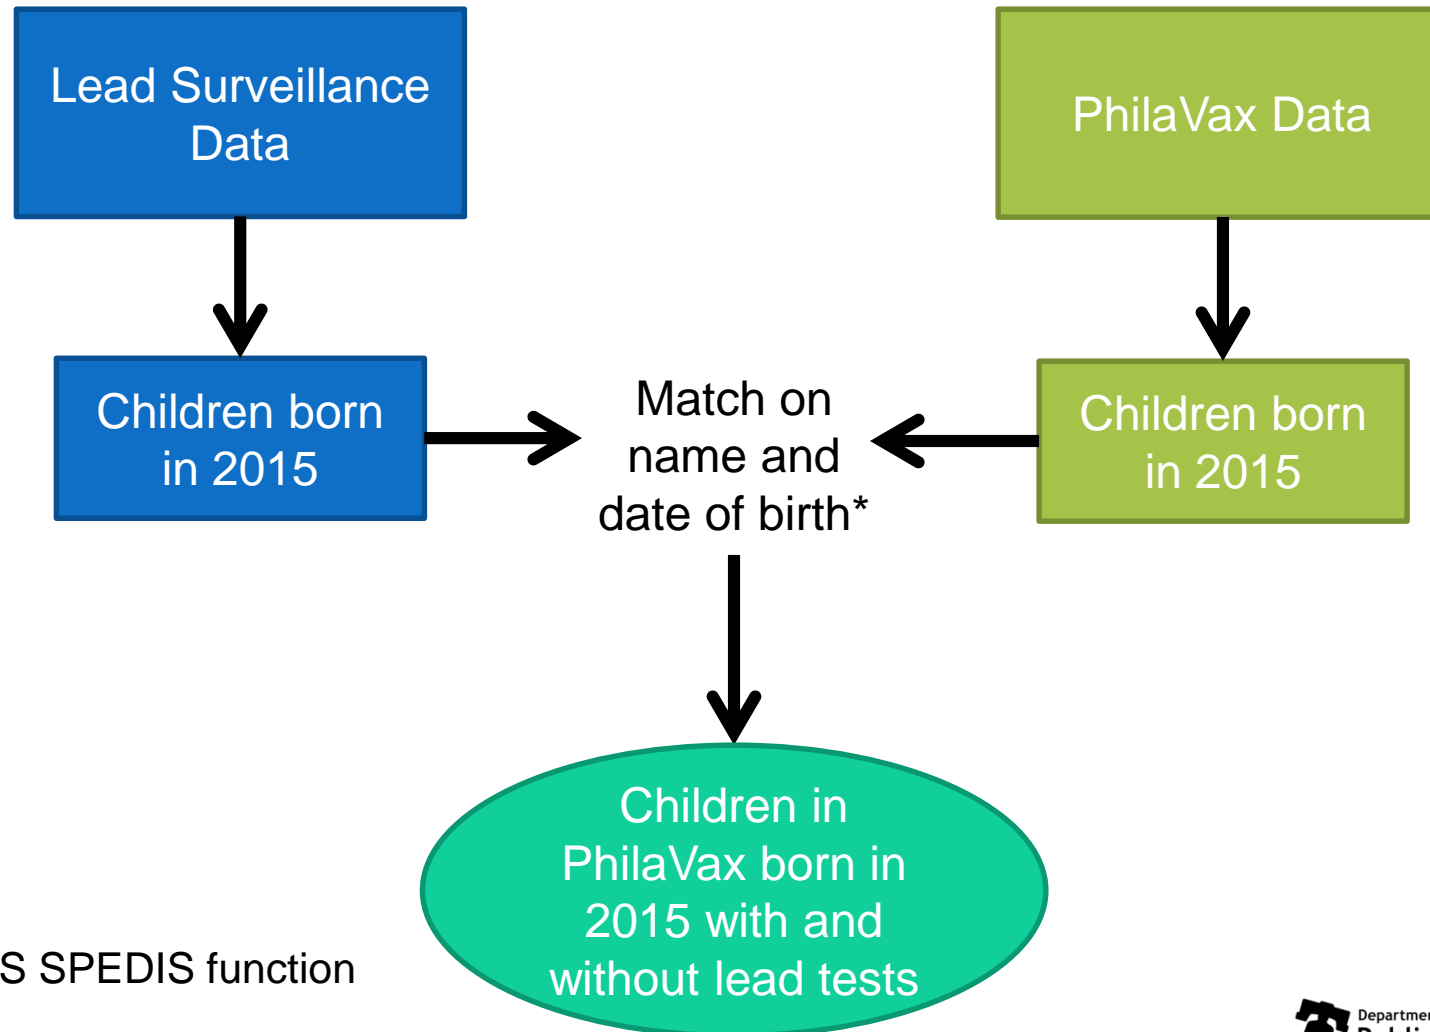 Lead Surveillance
Data
PhilaVax Data
Children born
in 2015
Match on
name and
date of birth*
Children born
in 2015
Children in
PhilaVax born in
2015 with and
without lead tests
S SPEDIS function